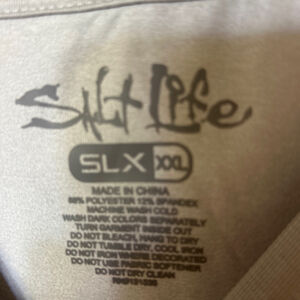 Salt Life
SLX XXL
MADE IN CHINA
88% POLYESTER 12% SPANDEX
MACHINE WASH COLD
WASH DARK COLORS SEPARATELY
TURN GARMENT INSIDE OUT
DO NOT BLEACH, HANG TO DRY
DO NOT TUMBLE DRY, COOL IRON
DO NOT IRON WHERE DECORATED
DO NOT USE FABRIC SOFTENER
DO NOT DRY CLEAN